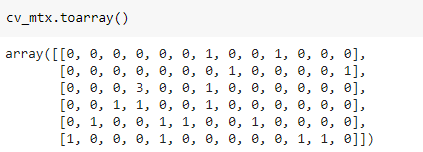 cv_mtx.toarray()
array([[0, 0, 0, 0, 0, 0, 1, 0, 0, 1, 0, 0, 0],
[0, 0, 0, 0, 0, 0, 0, 1, 0, 0, 0, 0, 1],
[0, 0, 0, 3, 0, 0, 1, 0, 0, 0, 0, 0, 0],
[0, 0, 1, 1, 0, 0, 1, 0, 0, 0, 0, 0, 0],
[0, 1, 0, 0, 1, 1, 0, 0, 1, 0, 0, 0, 0],
[1, 0, 0, 0, 1, 0, 0, 0, 0, 0, 1, 1, 0]])